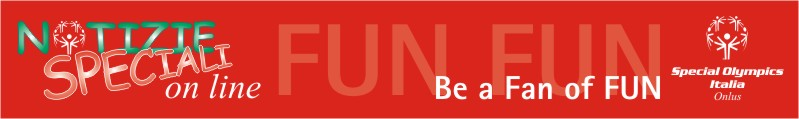 NOTIZIE
SPECIALI
on line
FUN FUN
Be a Fan of FUN
Special Olympics
Italia
Onlus